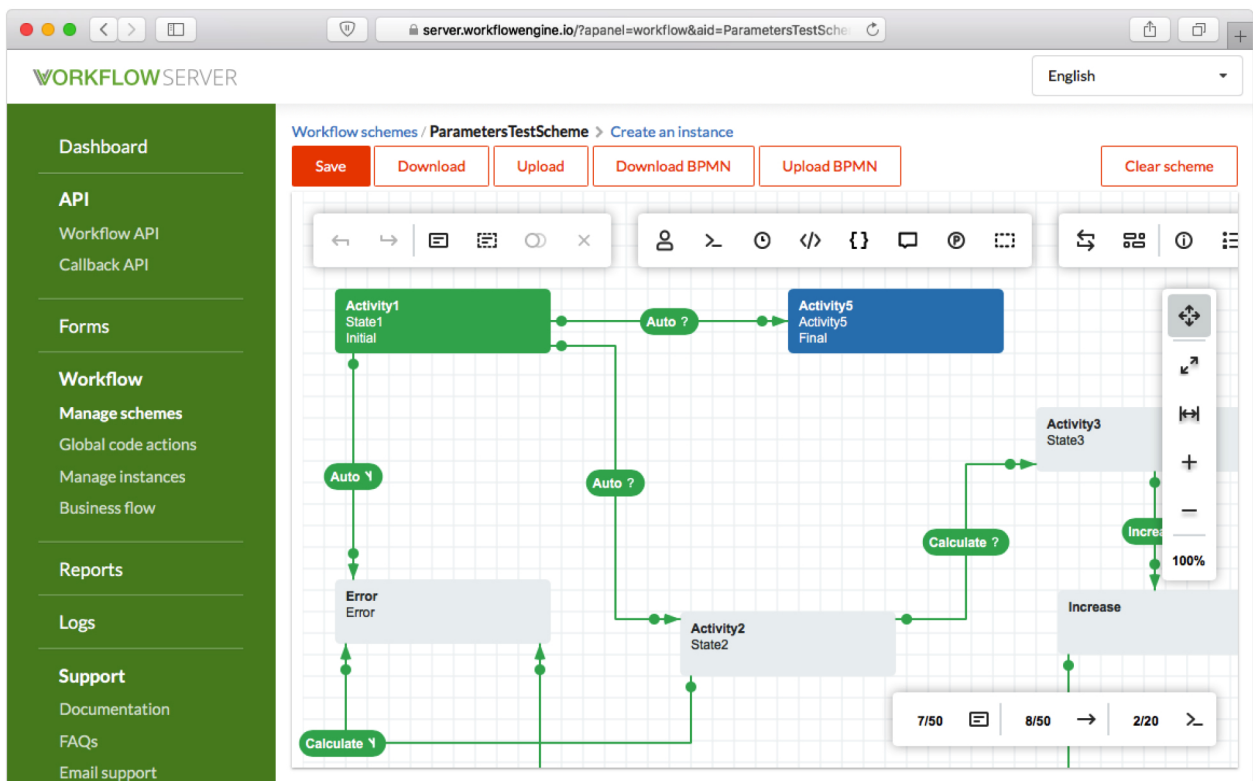 server.workflowengine.io/?apanel=workflow&aid=ParametersTestSche
WORKFLOWSERVER
English
Dashboard
API
Workflow API
Callback API
Forms
Workflow
Manage schemes
Global code actions
Manage instances
Business flow
Reports
Logs
Support
Documentation
FAQs
Email support
Workflow schemes / ParametersTestScheme > Create an instance
Save Download Upload Download BPMN Upload BPMN Clear scheme
Activity1
State1
Initial
Auto ?
Activity5
Activity5
Final
Activity3
State3
Auto
Auto ?
Calculate ?
Increa
100%
Error
Error
Activity2
State2
Increase
7/50 8/50 2/20
Calculate